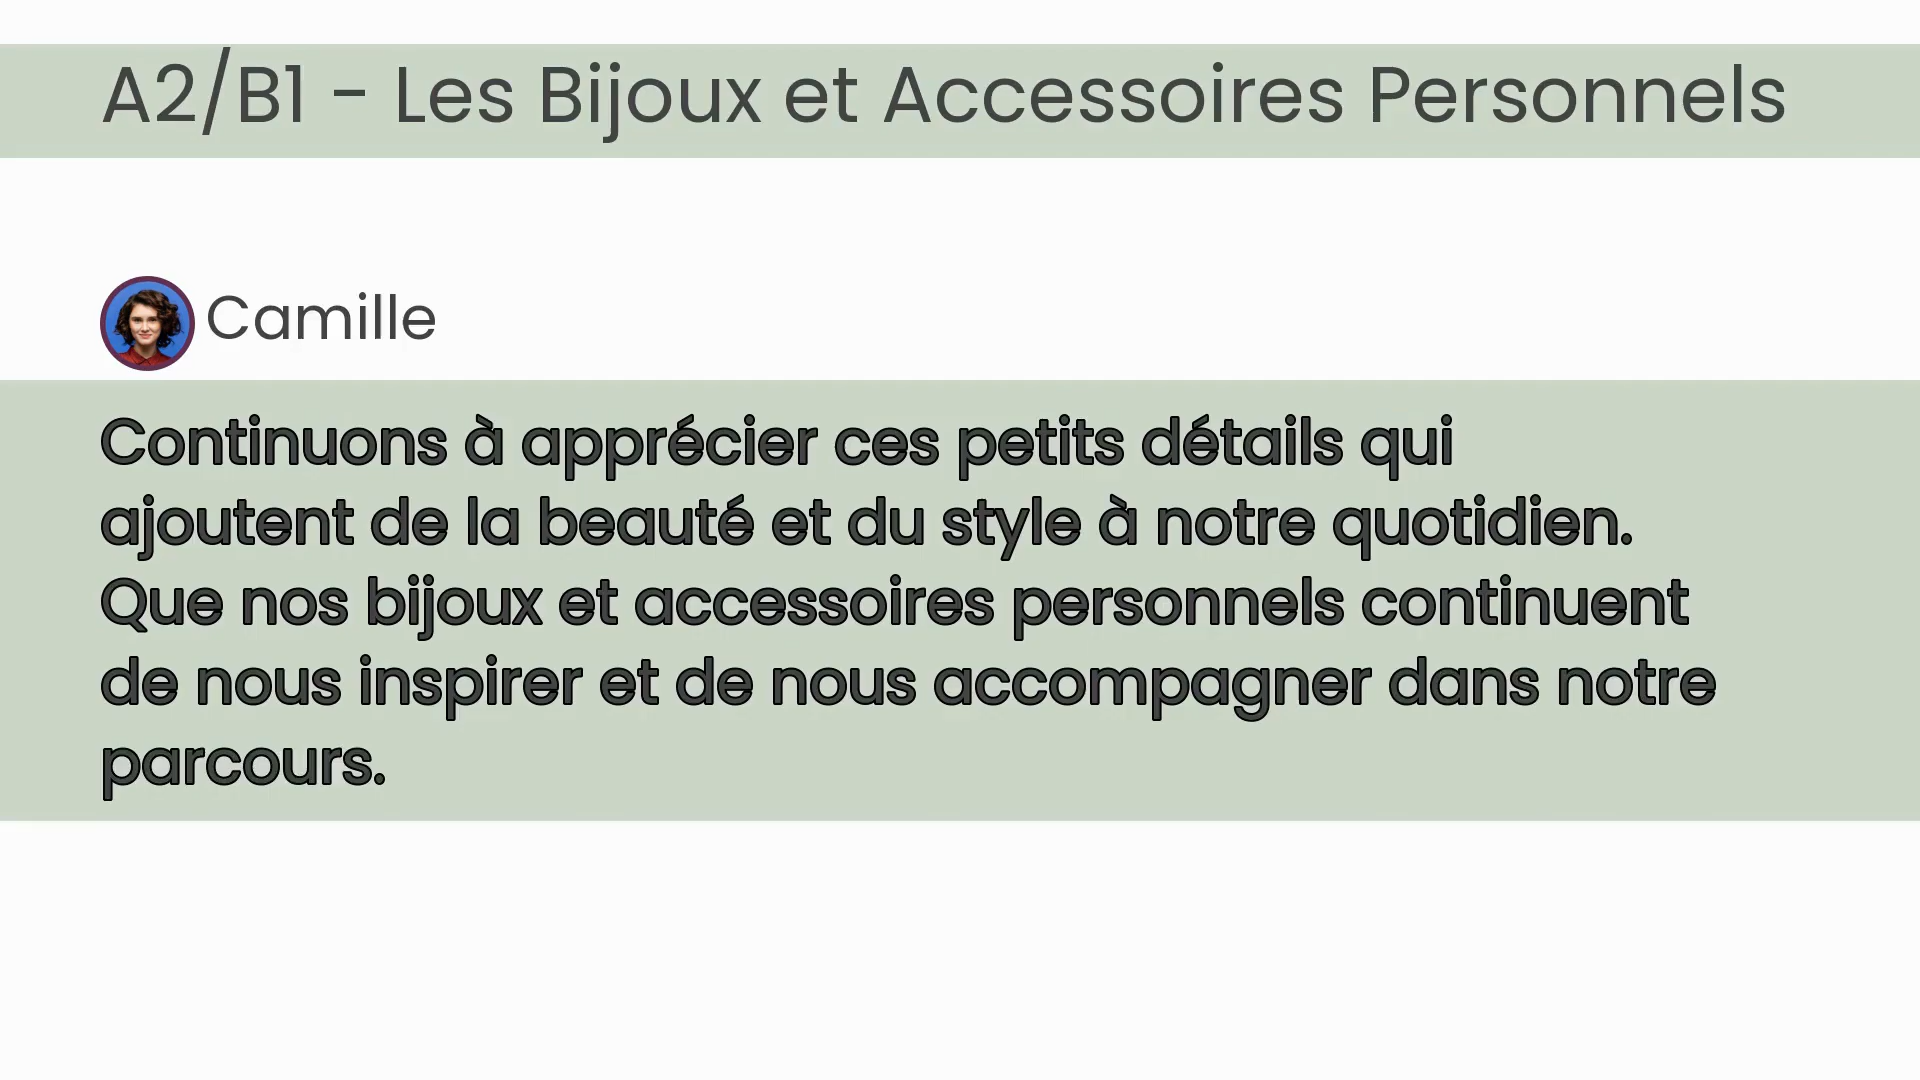 A2/B1 - Les Bijoux et Accessoires Personnels
Camille
Continuons à apprécier ces petits détails qui
ajoutent de la beauté et du style à notre quotidien.
Que nos bijoux et accessoires personnels continuent
de nous inspirer et de nous accompagner dans notre
parcours.